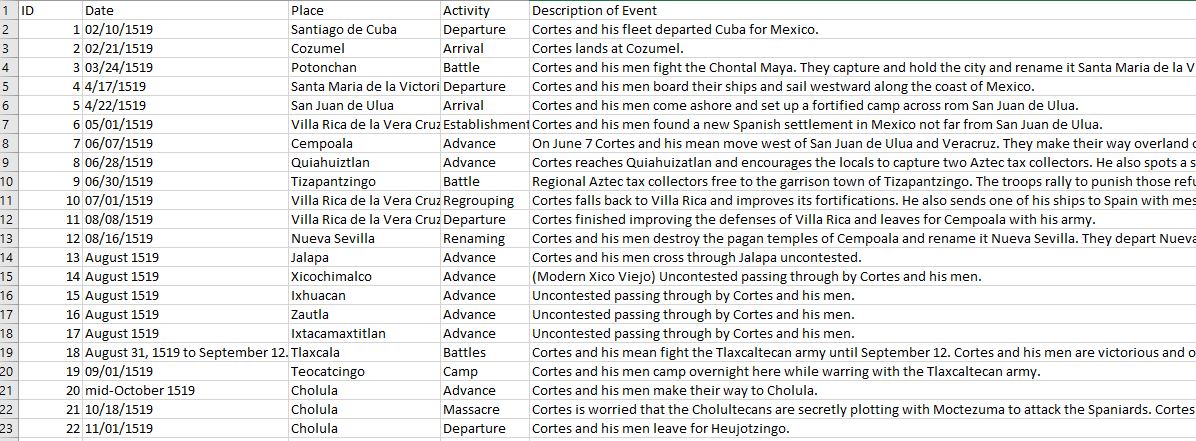 1 ID Date Place Activity Description of Event
2 1 02/10/1519 Santiago de Cuba Departure Cortes and his fleet departed Cuba for Mexico.
3 2 02/21/1519 Cozumel Arrival Cortes lands at Cozumel.
4 3 03/24/1519 Potonchan Battle Cortes and his men fight the Chontal Maya. They capture and hold the city and rename it Santa Maria de la V
5 4 4/17/1519 Santa Maria de la Victori Departure Cortes and his men board their ships and sail westward along the coast of Mexico.
6 5 4/22/1519 San Juan de Ulua Arrival Cortes and his men come ashore and set up a fortified camp across rom San Juan de Ulua.
7 6 05/01/1519 Villa Rica de la Vera Cruz Establishment Cortes and his men found a new Spanish settlement in Mexico not far from San Juan de Ulua.
8 7 06/07/1519 Cempoala Advance On June 7 Cortes and his mean move west of San Juan de Ulua and Veracruz. They make their way overland
9 8 06/28/1519 Quiahuiztlan Advance Cortes reaches Quiahuizatlan and encourages the locals to capture two Aztec tax collectors. He also spots a s
10 9 06/30/1519 Tizapantzingo Battle Regional Aztec tax collectors free to the garrison town of Tizapantzingo. The troops rally to punish those refu
11 10 07/01/1519 Villa Rica de la Vera Cruz Regrouping Cortes falls back to Villa Rica and improves its fortifications. He also sends one of his ships to Spain with mes
12 11 08/08/1519 Villa Rica de la Vera Cruz Departure Cortes finished improving the defenses of Villa Rica and leaves for Cempoala with his army.
13 12 08/16/1519 Nueva Sevilla Renaming Cortes and his men destroy the pagan temples of Cempoala and rename it Nueva Sevilla. They depart Nueva
14 13 August 1519 Jalapa Advance Cortes and his men cross through Jalapa uncontested.
15 14 August 1519 Xicochimalco Advance (Modern Xico Viejo) Uncontested passing through by Cortes and his men.
16 15 August 1519 Ixhuacan Advance Uncontested passing through by Cortes and his men.
17 16 August 1519 Zautla Advance Uncontested passing through by Cortes and his men.
18 17 August 1519 Ixtacamaxtitlan Advance Uncontested passing through by Cortes and his men.
19 18 August 31, 1519 to September 12. Tlaxcala Battles Cortes and his mean fight the Tlaxcaltecan army until September 12. Cortes and his men are victorious and o
20 19 09/01/1519 Teocatcingo Camp Cortes and his men camp overnight here while warring with the Tlaxcaltecan army.
21 20 mid-October 1519 Cholula Advance Cortes and his men make their way to Cholula.
22 21 10/18/1519 Cholula Massacre Cortes is worried that the Cholultecans are secretly plotting with Moctezuma to attack the Spaniards. Cortes
23 22 11/01/1519 Cholula Departure Cortes and his men leave for Heujotzingo.